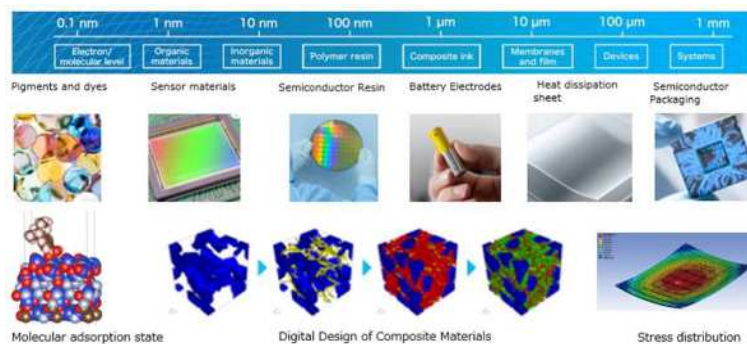 0.1 nm 1 nm 10 nm 100 nm 1 µm 10 µm 100 µm 1 mm
Electron/
molecular level
Organic
materials
Inorganic
materials
Polymer resin
Composite ink
Membranes
and film
Devices
Systems
Pigments and dyes
Sensor materials
Semiconductor Resin
Battery Electrodes
Heat dissipation
sheet
Semiconductor
Packaging
Molecular adsorption state
Digital Design of Composite Materials
Stress distribution